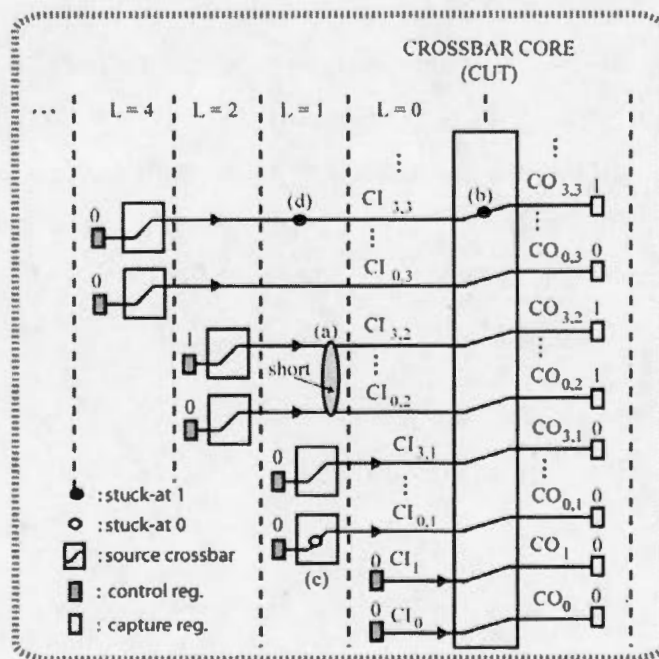 CROSSBAR CORE
(CUT)
... L = 4 L = 2 L = 1 L = 0
(d) CI 3,3 (b) CO 3,3 1
0
CI 0,3 CO 0,3 0
0
(a) CI 3,2 CO 3,2 1
1
short
CI 0,2 CO 0,2 1
0
CI 3,1 CO 3,1 0
0
CI 0,1 CO 0,1 0
0
(c) 0 CI 1 CO 1 0
0 CI 0 CO 0 0
: stuck-at 1
: stuck-at 0
: source crossbar
: control reg.
: capture reg.